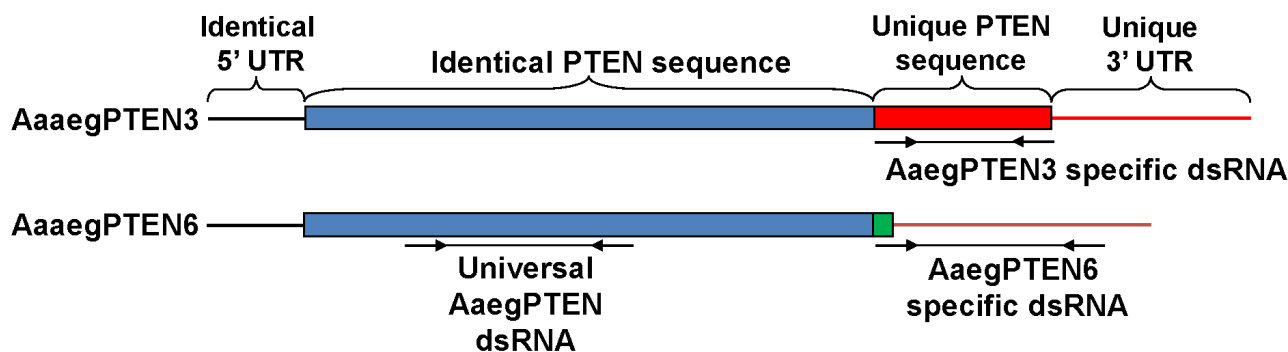 Identical
5' UTR
Identical PTEN sequence
Unique PTEN
sequence
Unique
3' UTR
AaaegPTEN3
AaegPTEN3 specific dsRNA
AaaegPTEN6
Universal
AaegPTEN
dsRNA
AaegPTEN6
specific dsRNA